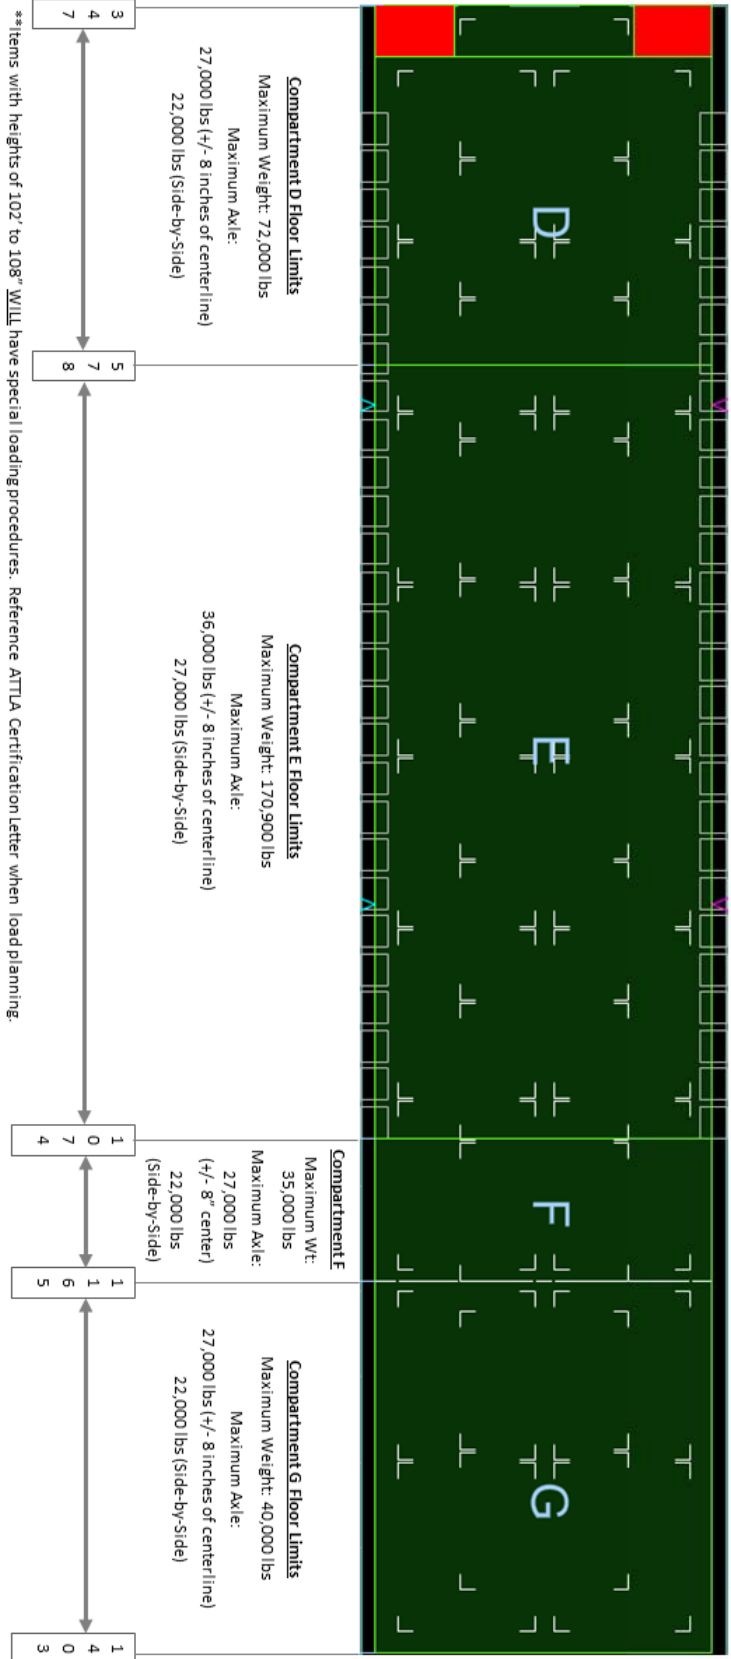 D
E
F
G
Compartment D Floor Limits
Maximum Weight: 72,000 lbs
Maximum Axle:
27,000 lbs (+/- 8 inches of centerline)
22,000 lbs (Side-by-Side)
Compartment E Floor Limits
Maximum Weight: 170,900 lbs
Maximum Axle:
36,000 lbs (+/- 8 inches of centerline)
27,000 lbs (Side-by-Side)
Compartment F
Maximum Wt:
35,000 lbs
Maximum Axle:
27,000 lbs
(+/- 8" center)
22,000 lbs
(Side-by-Side)
Compartment G Floor Limits
Maximum Weight: 40,000 lbs
Maximum Axle:
27,000 lbs (+/- 8 inches of centerline)
22,000 lbs (Side-by-Side)
347
578
1074
1165
1403
**Items with heights of 102' to 108" WILL have special loading procedures. Reference ATTLA Certification Letter when load planning.